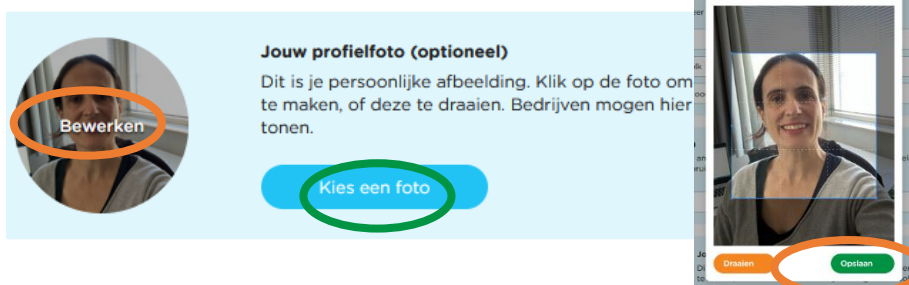 Jouw profielfoto (optioneel)
Dit is je persoonlijke afbeelding. Klik op de foto om
te maken, of deze te draaien. Bedrijven mogen hier
tonen.
Bewerken
Kies een foto
Draaien
Opslaan